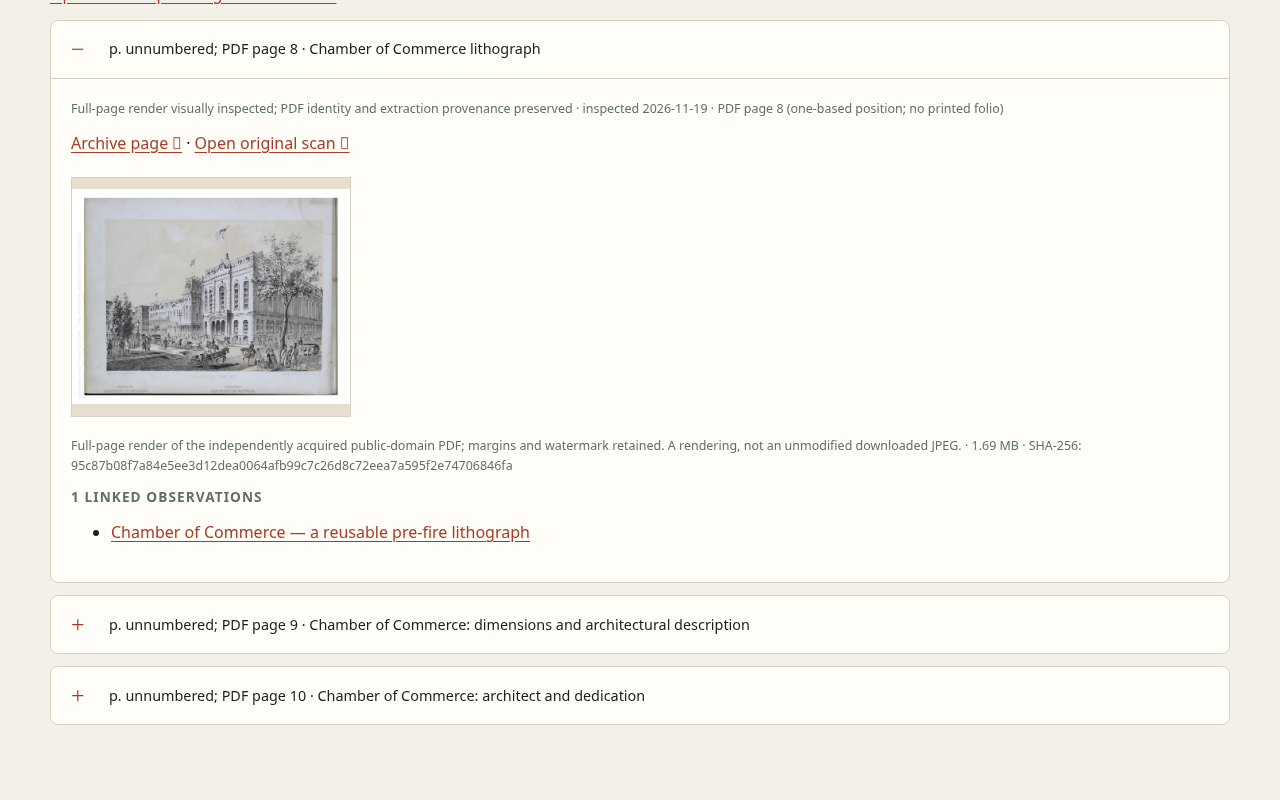 − p. unnumbered; PDF page 8 · Chamber of Commerce lithograph
Full-page render visually inspected; PDF identity and extraction provenance preserved · inspected 2026-11-19 · PDF page 8 (one-based position; no printed folio)
Archive page · Open original scan
Full-page render of the independently acquired public-domain PDF; margins and watermark retained. A rendering, not an unmodified downloaded JPEG. · 1.69 MB · SHA-256:
95c87b08f7a84e5ee3d12dea0064afb99c7c26d8c72eea7a595f2e74706846fa
1 LINKED OBSERVATIONS
• Chamber of Commerce — a reusable pre-fire lithograph
+ p. unnumbered; PDF page 9 · Chamber of Commerce: dimensions and architectural description
+ p. unnumbered; PDF page 10 · Chamber of Commerce: architect and dedication